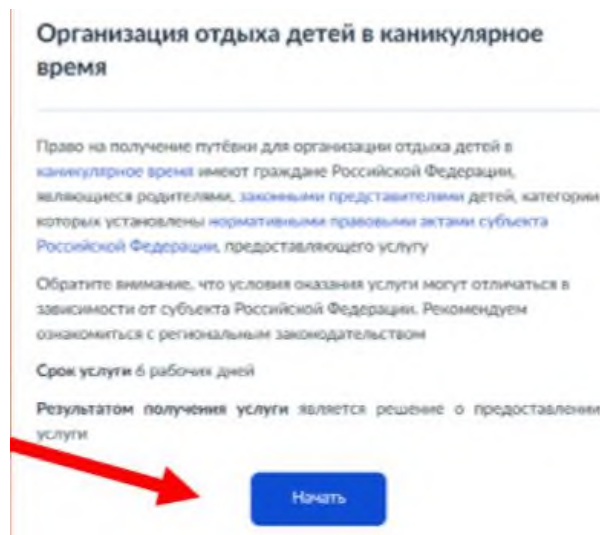 Организация отдыха детей в каникулярное
время
Право на получение путёвки для организации отдыха детей в
каникулярное время имеют граждане Российской Федерации,
являющиеся родителями, законными представителями детей, категории
которых установлены нормативными правовыми актами субъекта
Российской Федерации, предоставляющего услугу
Обратите внимание, что условия оказания услуги могут отличаться в
зависимости от субъекта Российской Федерации. Рекомендуем
ознакомиться с региональным законодательством
Срок услуги 6 рабочих дней
Результатом получения услуги является решение о предоставлении
услуги
Начать